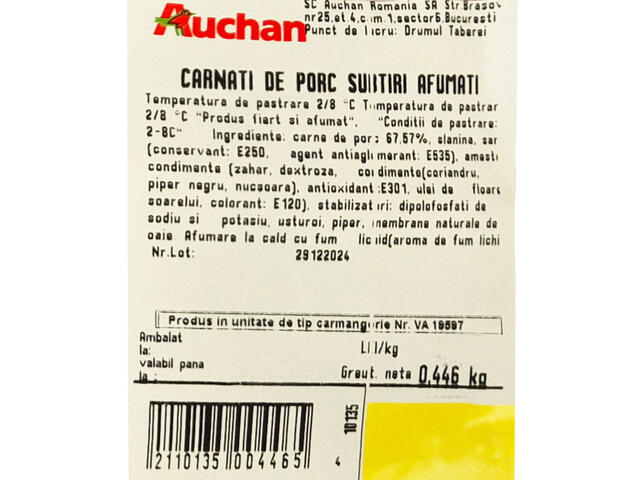 SC Auchan Romania SA Str.Brasov
nr25,et.4,cam.1,sector6,Bucuresti
Punct de lucru: Drumul Taberei
Auchan
CARNATI DE PORC SUBTIRI AFUMATI
Temperatura de pastrare 2/8 °C Temperatura de pastrar
2/8 °C "Produs fiert si afumat", "Conditii de pastrare:
2-8C" Ingrediente: carne de porc 67,57%, slanina, sar
(conservant: E250, agent antiaglomerant: E535), amest
condimente (zahar, dextroza, condimente(coriandru,
piper negru, nucsoara), antioxidant:E301, ulei de floare
soarelui, colorant: E120), stabilizatori: dipolofosfati de
sodiu si potasiu, usturoi, piper, membrane naturale de
oaie. Afumare la cald cu fum lichid(aroma de fum lichi
Nr.Lot: 29122024
Produs in unitate de tip carmangerie Nr. VA 19597
Ambalat
la: LEI/kg
valabil pana
la : Greut. neta 0,446 kg
10135
2110135 004465 4